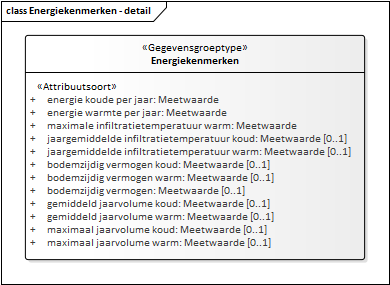 class Energiekenmerken - detail
«Gegevensgroeptype»
Energiekenmerken
«Attribuutsoort»
+ energie koude per jaar: Meetwaarde
+ energie warmte per jaar: Meetwaarde
+ maximale infiltratietemperatuur warm: Meetwaarde
+ jaargemiddelde infiltratietemperatuur koud: Meetwaarde [0..1]
+ jaargemiddelde infiltratietemperatuur warm: Meetwaarde [0..1]
+ bodemzijdig vermogen koud: Meetwaarde [0..1]
+ bodemzijdig vermogen warm: Meetwaarde [0..1]
+ bodemzijdig vermogen: Meetwaarde [0..1]
+ gemiddeld jaarvolume koud: Meetwaarde [0..1]
+ gemiddeld jaarvolume warm: Meetwaarde [0..1]
+ maximaal jaarvolume koud: Meetwaarde [0..1]
+ maximaal jaarvolume warm: Meetwaarde [0..1]